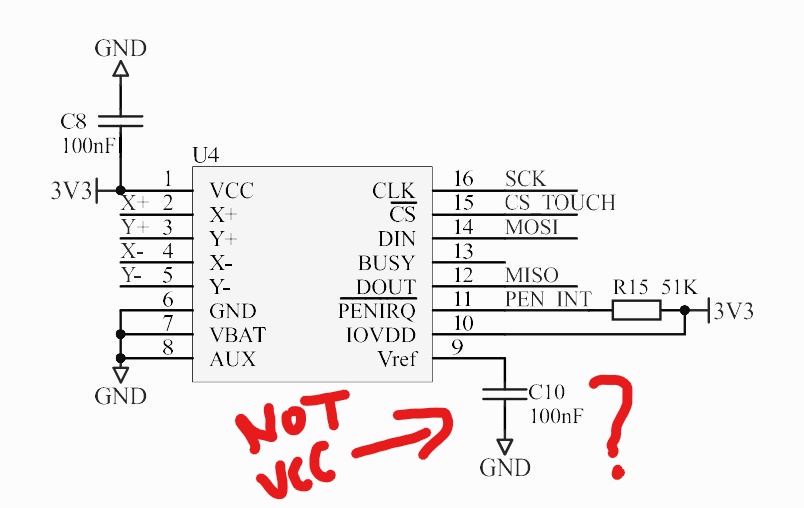 GND
C8
100nF
U4
3V3
1 VCC CLK 16 SCK
X+ 2 X+ CS 15 CS_TOUCH
Y+ 3 Y+ DIN 14 MOSI
X- 4 X- BUSY 13
Y- 5 Y- DOUT 12 MISO
6 GND PENIRQ 11 PEN_INT R15 51K 3V3
7 VBAT IOVDD 10
8 AUX Vref 9
GND
C10
100nF
GND
NOT
VCC
?